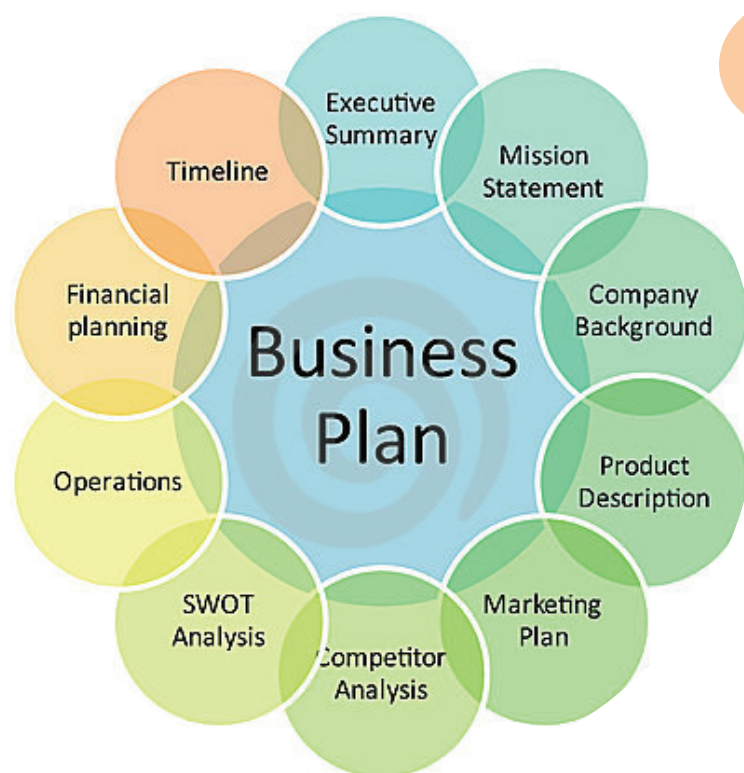 Business
Plan
Executive
Summary
Mission
Statement
Company
Background
Product
Description
Marketing
Plan
Competitor
Analysis
SWOT
Analysis
Operations
Financial
planning
Timeline